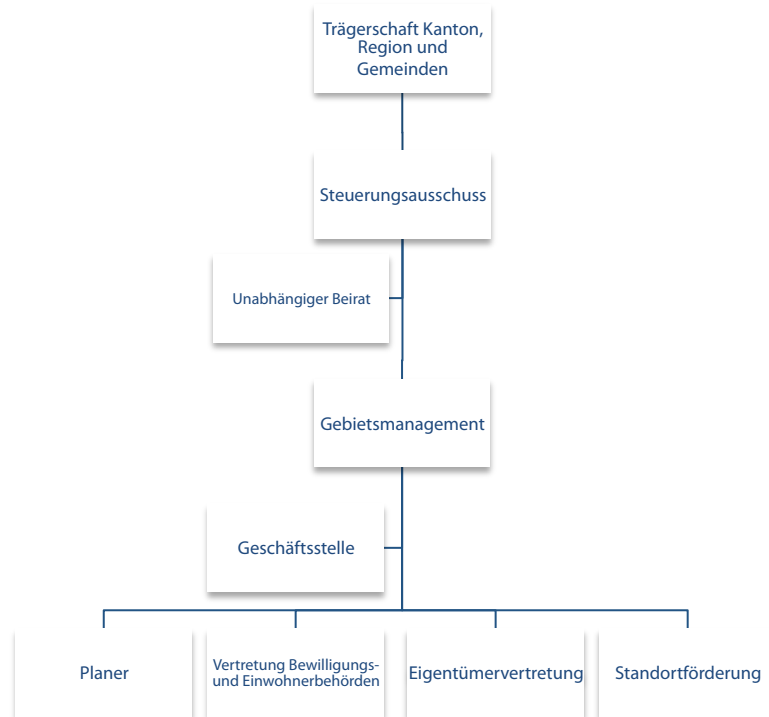 Trägerschaft Kanton,
Region und
Gemeinden
Steuerungsausschuss
Unabhängiger Beirat
Gebietsmanagement
Geschäftsstelle
Planer
Vertretung Bewilligungs-
und Einwohnerbehörden
Eigentümervertretung
Standortförderung